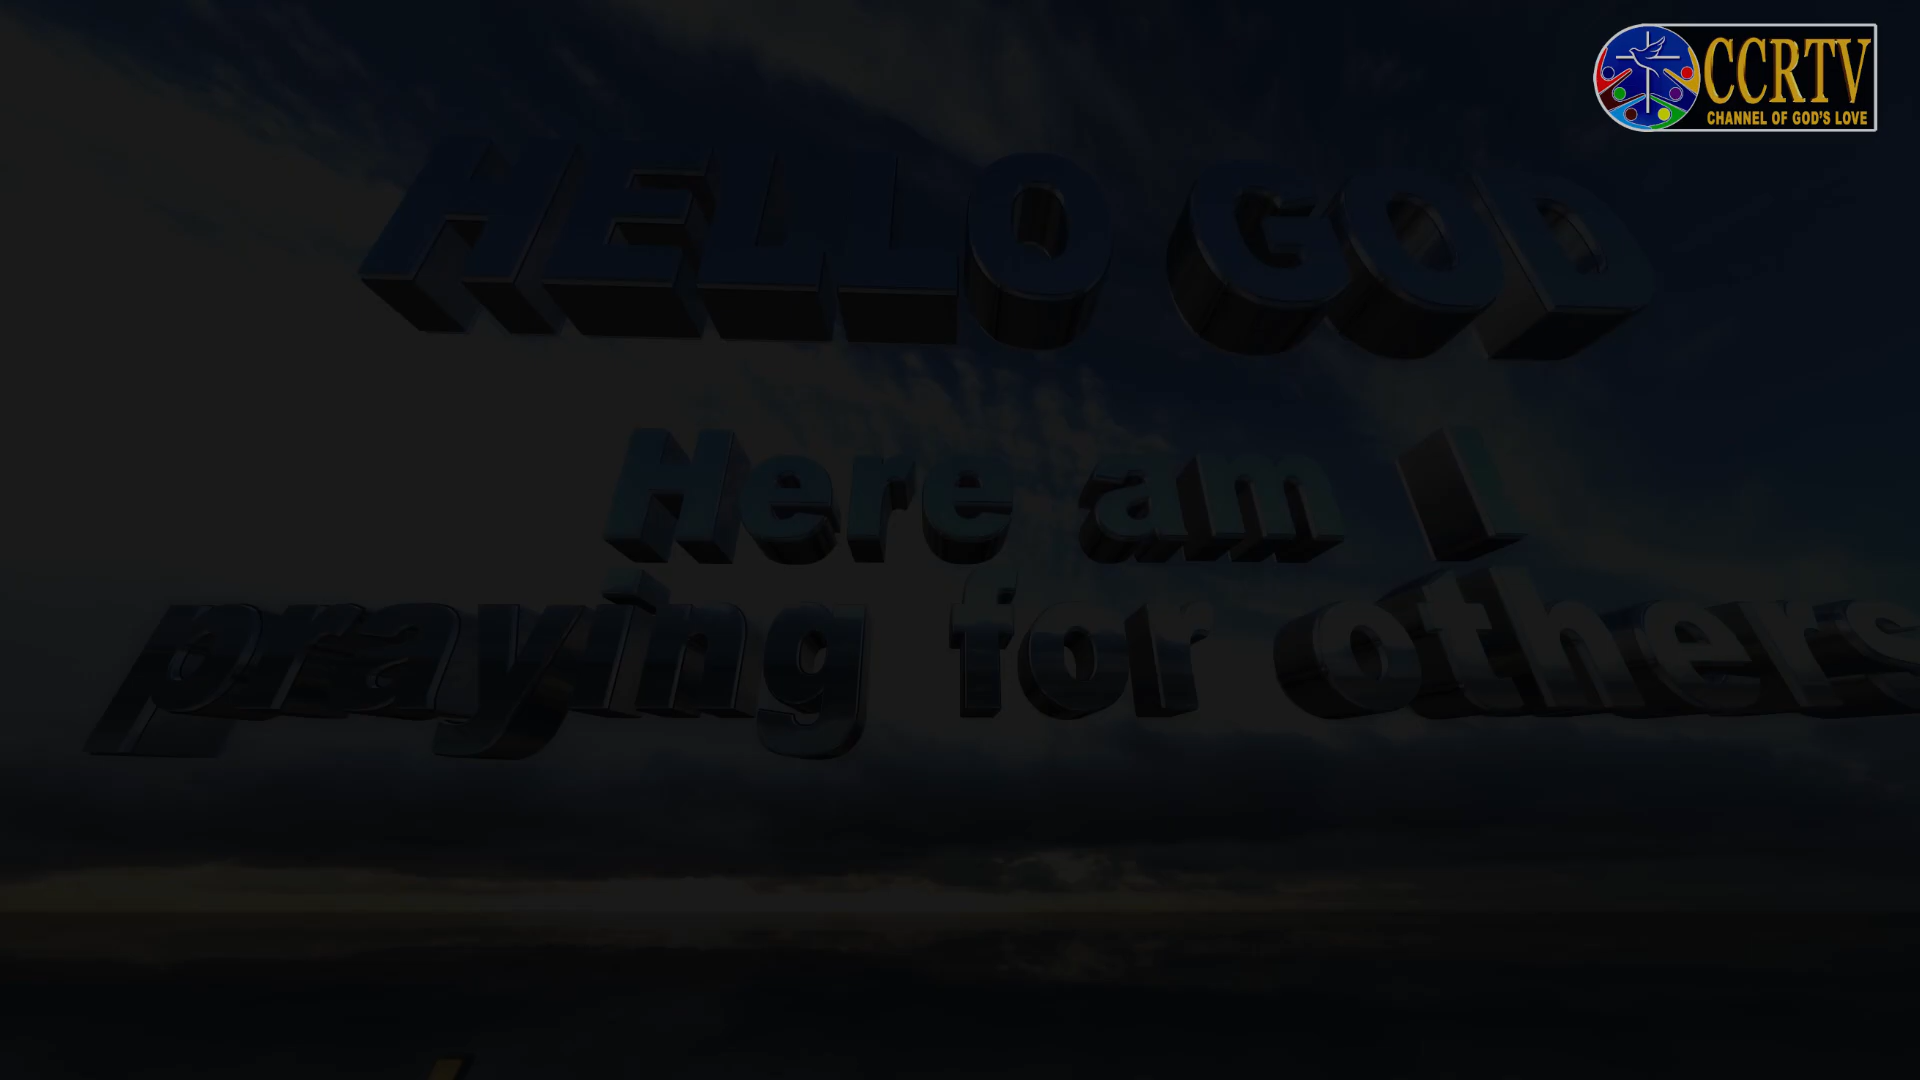 CCRTV
CHANNEL OF GOD'S LOVE
HELLO GOD
Here am I
praying for others